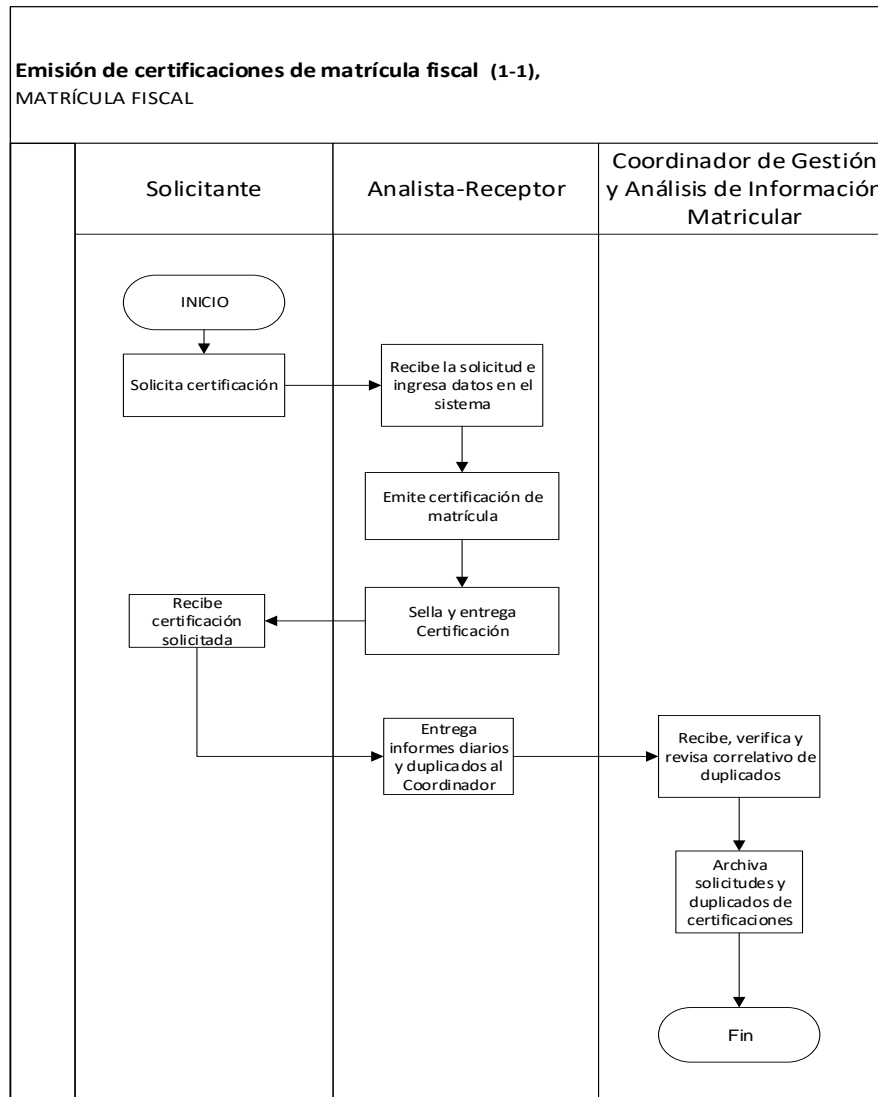 Emisión de certificaciones de matrícula fiscal (1-1),
MATRÍCULA FISCAL
Solicitante
Analista-Receptor
Coordinador de Gestión
y Análisis de Información
Matricular
INICIO
Solicita certificación
Recibe la solicitud e
ingresa datos en el
sistema
Emite certificación de
matrícula
Sella y entrega
Certificación
Recibe
certificación
solicitada
Entrega
informes diarios
y duplicados al
Coordinador
Recibe, verifica y
revisa correlativo de
duplicados
Archiva
solicitudes y
duplicados de
certificaciones
Fin